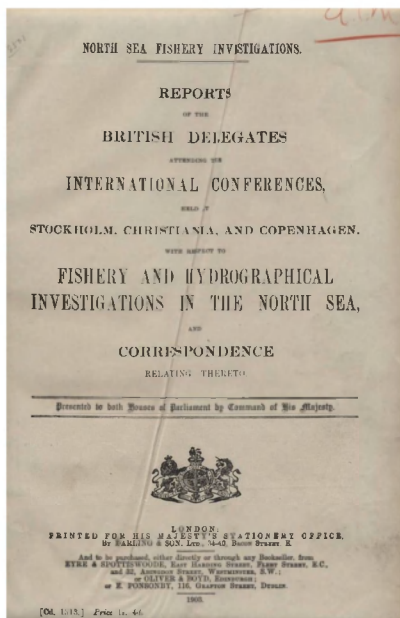 NORTH SEA FISHERY INVESTIGATIONS.
REPORTS
OF THE
BRITISH DELEGATES
ATTENDING THE
INTERNATIONAL CONFERENCES,
HELD AT
STOCKHOLM, CHRISTIANIA, AND COPENHAGEN,
WITH RESPECT TO
FISHERY AND HYDROGRAPHICAL
INVESTIGATIONS IN THE NORTH SEA,
AND
CORRESPONDENCE
RELATING THERETO
Presented to both Houses of Parliament by Command of His Majesty.
LONDON:
PRINTED FOR HIS MAJESTY'S STATIONERY OFFICE,
BY DARLING & SON, LTD., 34-40, BACON STREET, E.
And to be purchased, either directly or through any Bookseller, from
EYRE & SPOTTISWOODE, EAST HARDING STREET, FLEET STREET, E.C.,
and 32, ABINGDON STREET, WESTMINSTER, S.W.;
or OLIVER & BOYD, EDINBURGH;
or E. PONSONBY, 116, GRAFTON STREET, DUBLIN.
1903.
[Cd. 1313.] Price 1s.